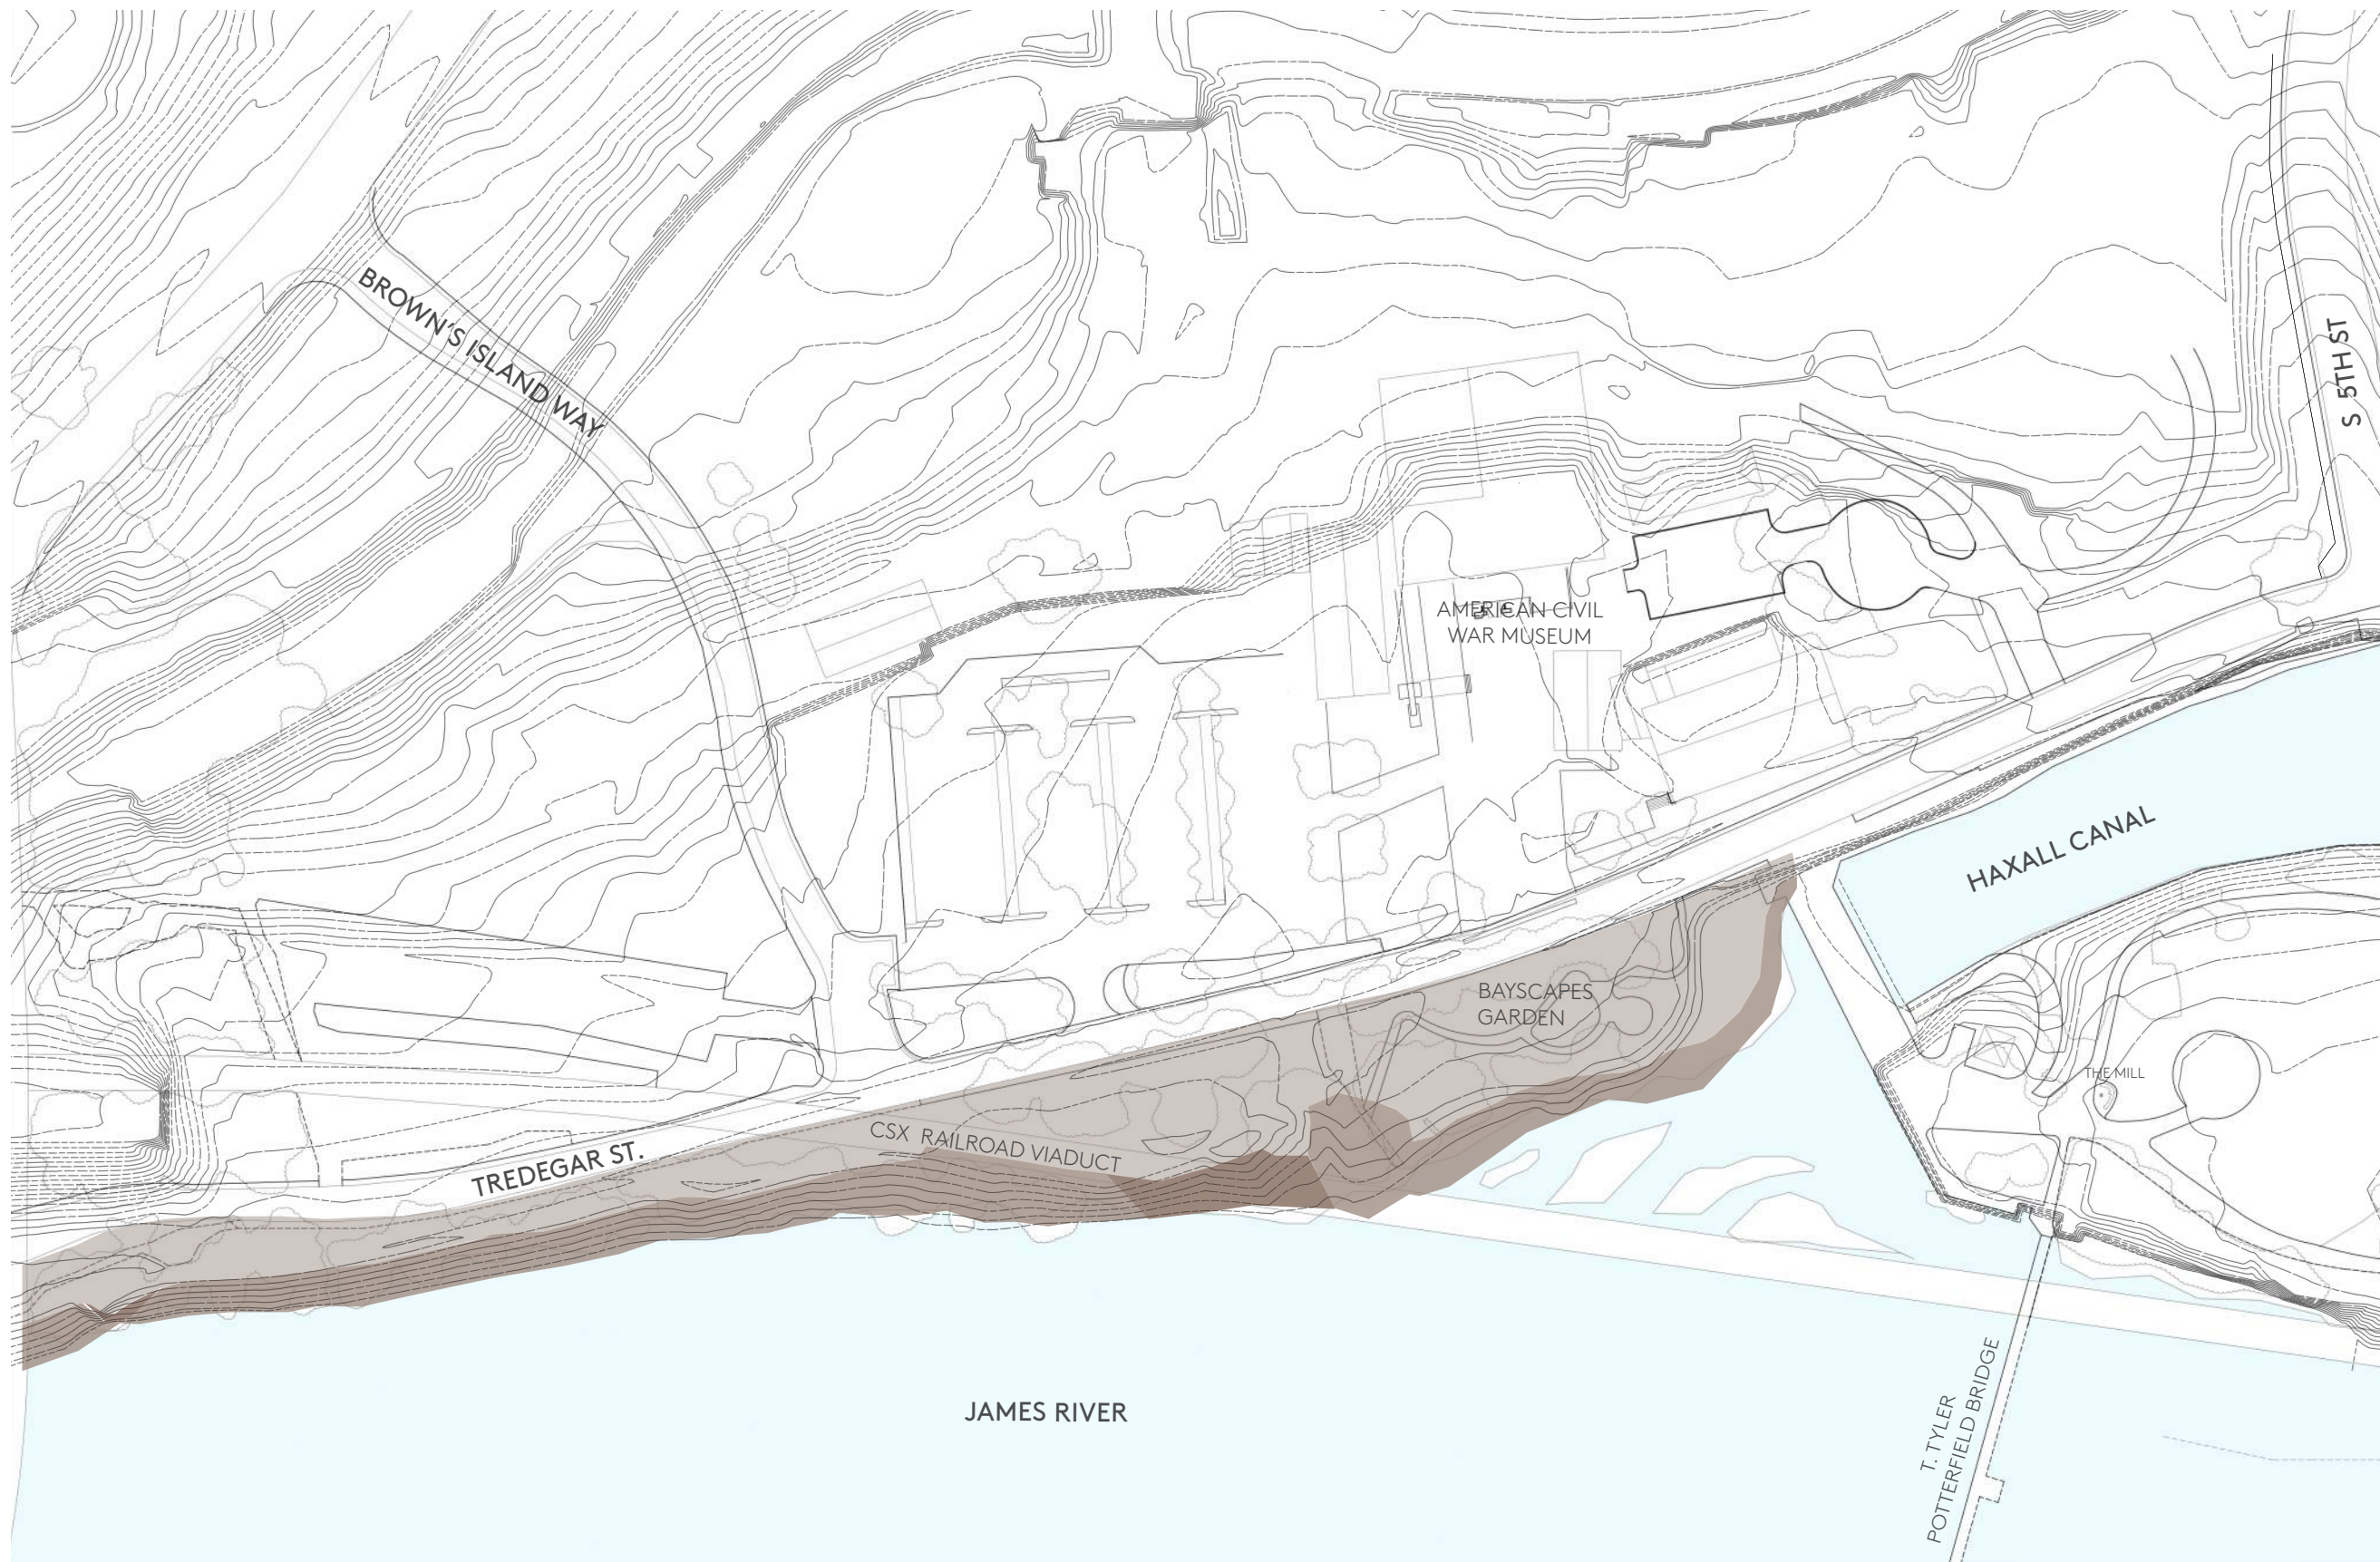 BROWN'S ISLAND WAY
S 5TH ST
AMERICAN CIVIL
WAR MUSEUM
HAXALL CANAL
BAYSCAPES
GARDEN
THE MILL
CSX RAILROAD VIADUCT
TREDEGAR ST.
JAMES RIVER
T. TYLER
POTTERFIELD BRIDGE